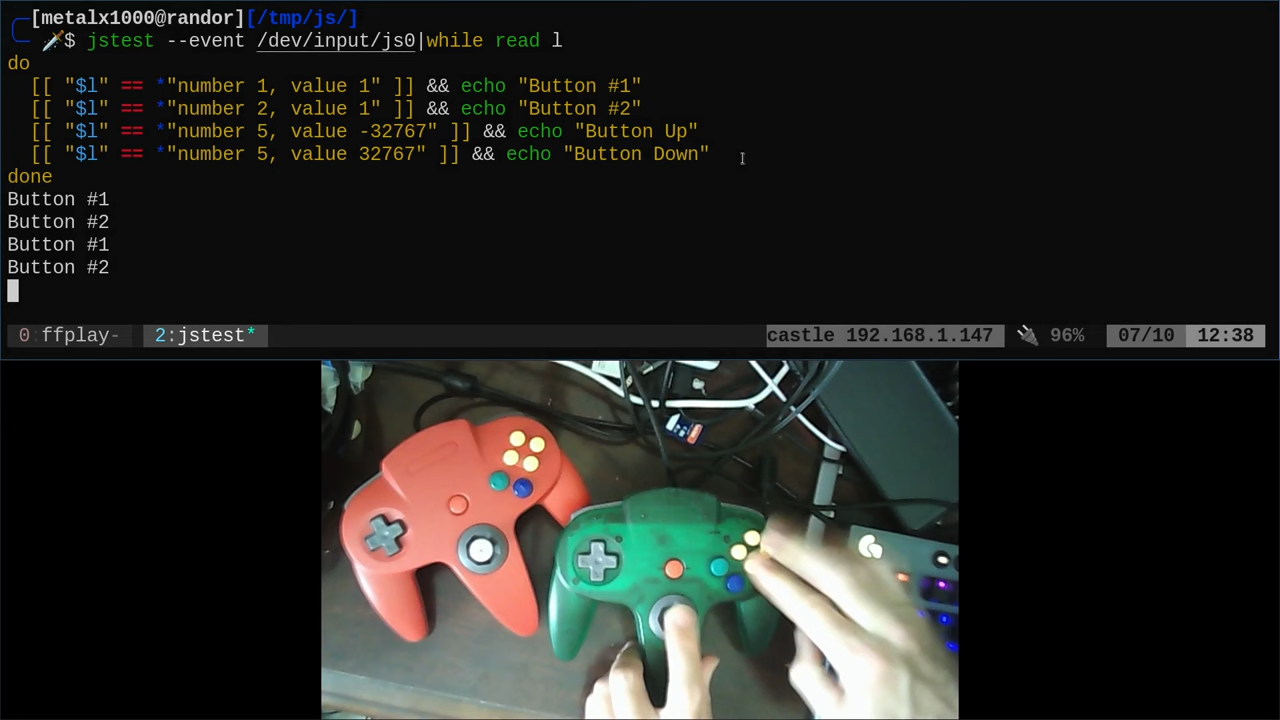 [metalx1000@randor][/tmp/js/]
$ jstest --event /dev/input/js0|while read l
do
[[ "$l" == *"number 1, value 1" ]] && echo "Button #1"
[[ "$l" == *"number 2, value 1" ]] && echo "Button #2"
[[ "$l" == *"number 5, value -32767" ]] && echo "Button Up"
[[ "$l" == *"number 5, value 32767" ]] && echo "Button Down"
done
Button #1
Button #2
Button #1
Button #2
0:ffplay- 2:jstest* castle 192.168.1.147 96% 07/10 12:38